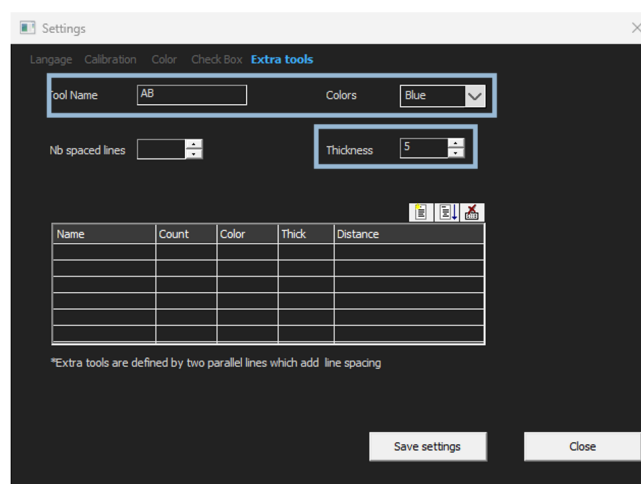 Settings
Langage Calibration Color Check Box Extra tools
Tool Name AB Colors Blue
Nb spaced lines Thickness 5
Name Count Color Thick Distance
*Extra tools are defined by two parallel lines which add line spacing
Save settings Close